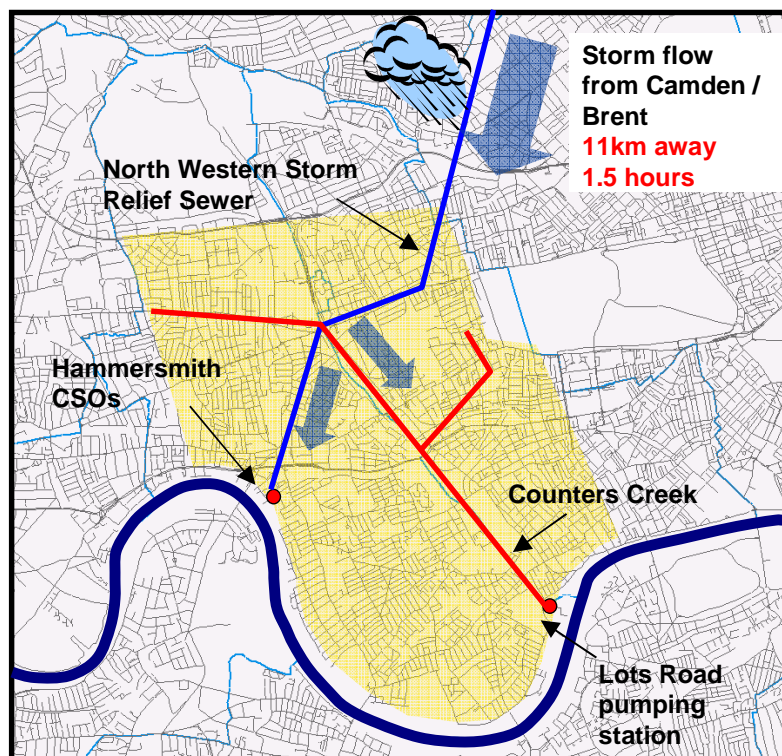 Storm flow
from Camden /
Brent
11km away
1.5 hours
North Western Storm
Relief Sewer
Hammersmith
CSOs
Counters Creek
Lots Road
pumping
station